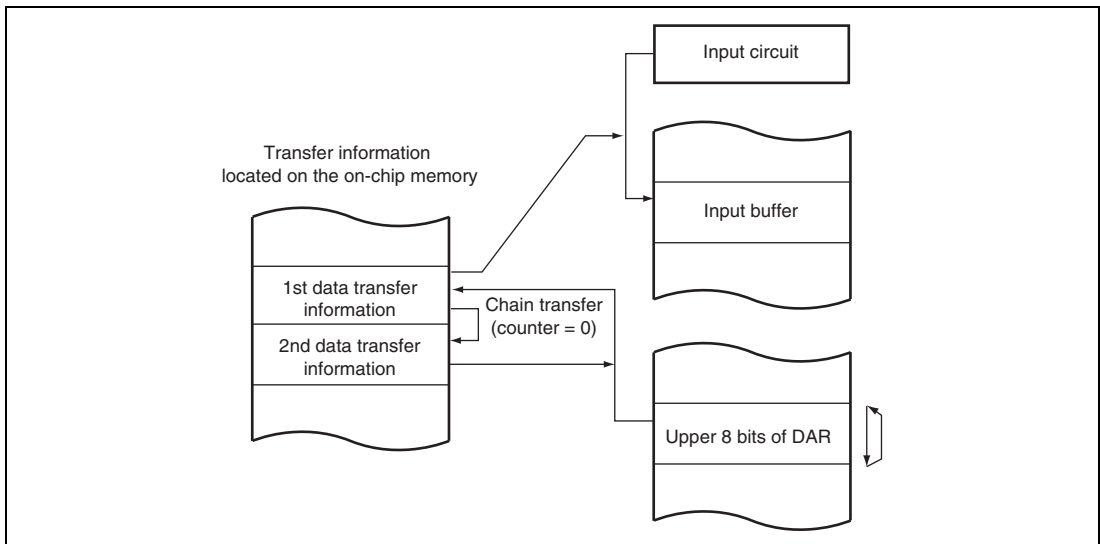 Input circuit
Transfer information
located on the on-chip memory
Input buffer
1st data transfer
information
Chain transfer
(counter = 0)
2nd data transfer
information
Upper 8 bits of DAR